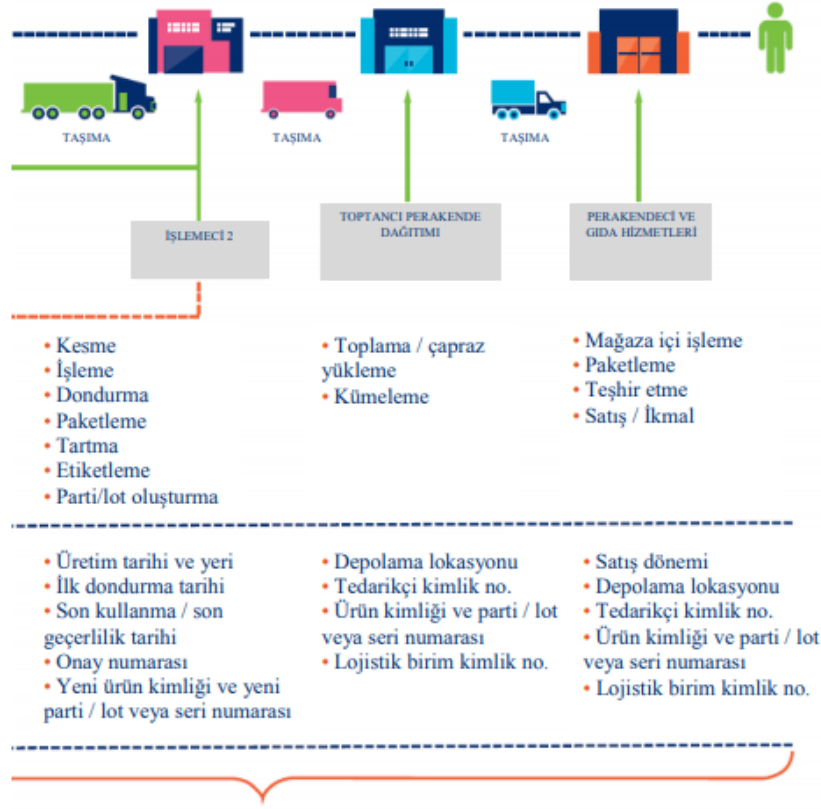 TAŞIMA
TAŞIMA
TAŞIMA
İŞLEMECİ 2
TOPTANCI PERAKENDE
DAĞITIMI
PERAKENDECİ VE
GIDA HİZMETLERİ
• Kesme
• İşleme
• Dondurma
• Paketleme
• Tartma
• Etiketleme
• Parti/lot oluşturma
• Toplama / çapraz
yükleme
• Kümeleme
• Mağaza içi işleme
• Paketleme
• Teşhir etme
• Satış / İkmal
• Üretim tarihi ve yeri
• İlk dondurma tarihi
• Son kullanma / son
geçerlilik tarihi
• Onay numarası
• Yeni ürün kimliği ve yeni
parti / lot veya seri numarası
• Depolama lokasyonu
• Tedarikçi kimlik no.
• Ürün kimliği ve parti / lot
veya seri numarası
• Lojistik birim kimlik no.
• Satış dönemi
• Depolama lokasyonu
• Tedarikçi kimlik no.
• Ürün kimliği ve parti / lot
veya seri numarası
• Lojistik birim kimlik no.